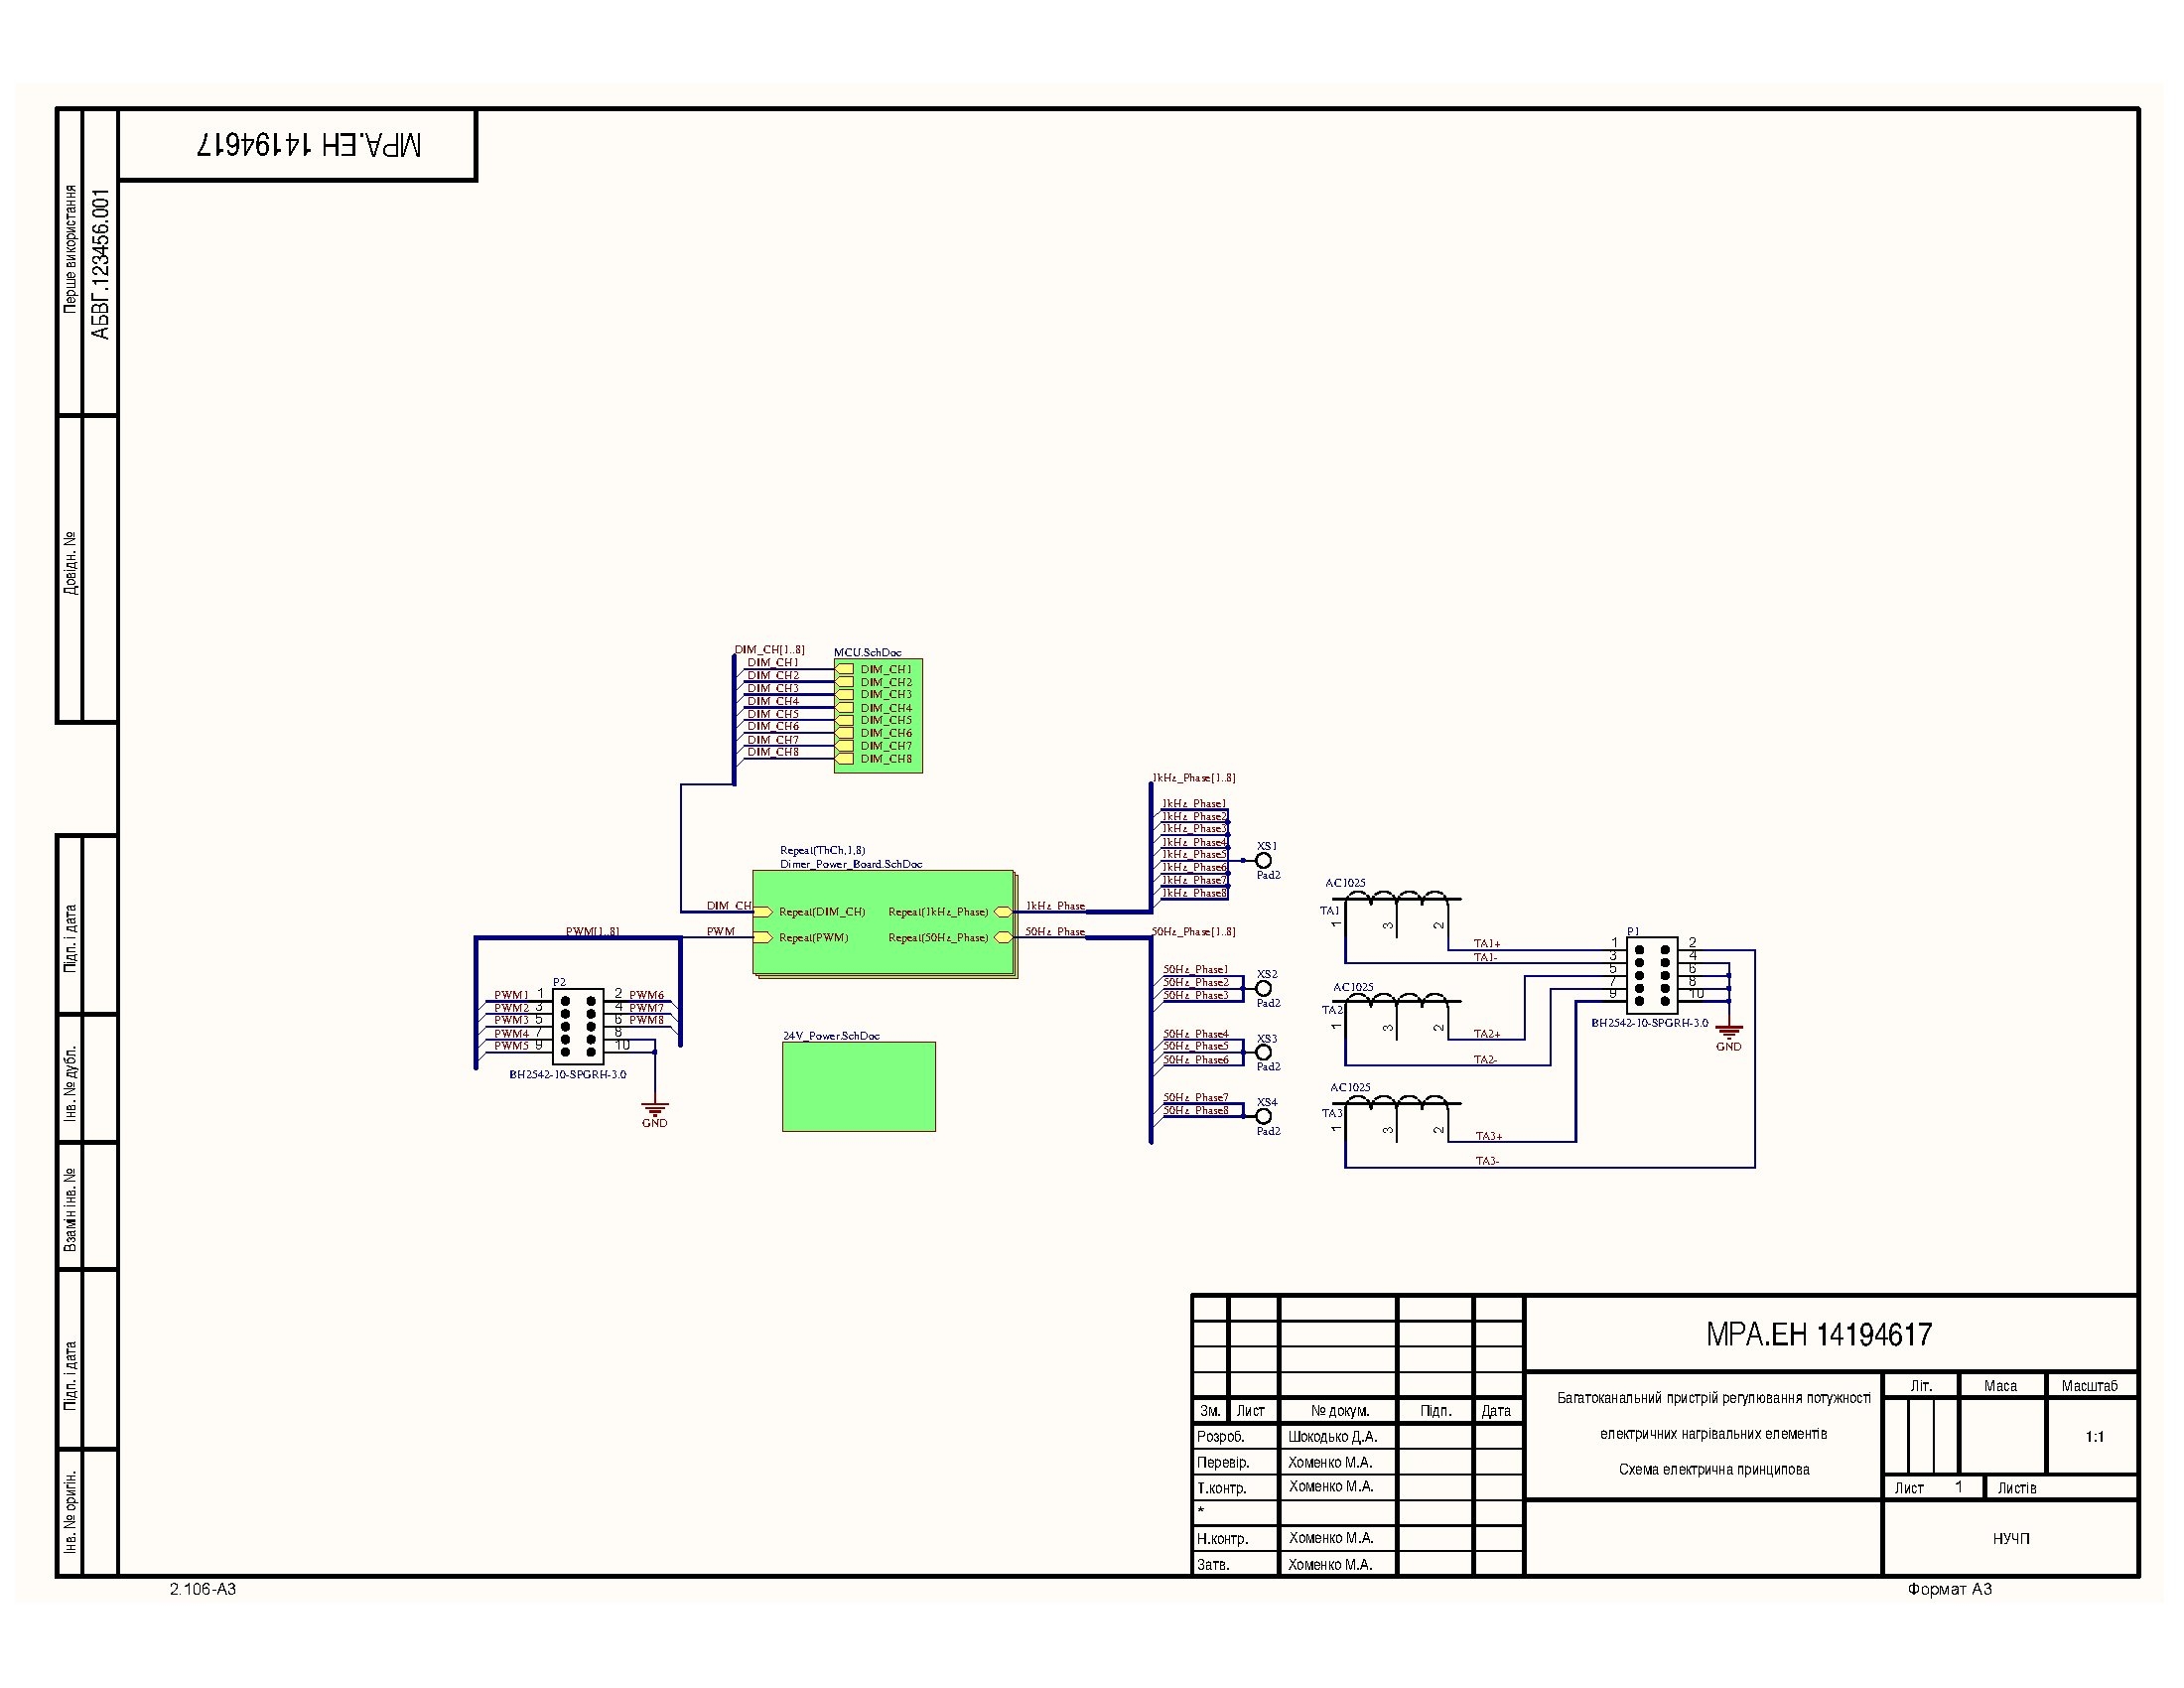 МРА.ЕН 14194617
Перше використання
АБВГ.123456.001
Довідн. №
Підп. і дата
Інв. № дубл.
Взамін інв. №
Підп. і дата
Інв. № оригін.
DIM_CH[1..8]
DIM_CH1
DIM_CH2
DIM_CH3
DIM_CH4
DIM_CH5
DIM_CH6
DIM_CH7
DIM_CH8
MCU.SchDoc
DIM_CH1
DIM_CH2
DIM_CH3
DIM_CH4
DIM_CH5
DIM_CH6
DIM_CH7
DIM_CH8
Repeat(ThCh,1,8)
Dimer_Power_Board.SchDoc
DIM_CH
Repeat(DIM_CH)
Repeat(1kHz_Phase)
1kHz_Phase
PWM
Repeat(PWM)
Repeat(50Hz_Phase)
50Hz_Phase
PWM[1..8]
P2
PWM1 1 2 PWM6
PWM2 3 4 PWM7
PWM3 5 6 PWM8
PWM4 7 8
PWM5 9 10
BH2542-10-SPGRH-3.0
GND
24V_Power.SchDoc
1kHz_Phase[1..8]
1kHz_Phase1
1kHz_Phase2
1kHz_Phase3
1kHz_Phase4
1kHz_Phase5
1kHz_Phase6
1kHz_Phase7
1kHz_Phase8
XS1
Pad2
50Hz_Phase[1..8]
50Hz_Phase1
50Hz_Phase2
50Hz_Phase3
XS2
Pad2
50Hz_Phase4
50Hz_Phase5
50Hz_Phase6
XS3
Pad2
50Hz_Phase7
50Hz_Phase8
XS4
Pad2
AC1025
TA1
1 3 2
TA1+
TA1-
AC1025
TA2
1 3 2
TA2+
TA2-
AC1025
TA3
1 3 2
TA3+
TA3-
P1
1 2
3 4
5 6
7 8
9 10
BH2542-10-SPGRH-3.0
GND
МРА.ЕН 14194617
Багатоканальний пристрій регулювання потужності
електричних нагрівальних елементів
Схема електрична принципова
Літ. Маса Масштаб
1:1
Лист 1 Листів
НУЧП
Зм. Лист № докум. Підп. Дата
Розроб. Шокодько Д.А.
Перевір. Хоменко М.А.
Т.контр. Хоменко М.А.
*
Н.контр. Хоменко М.А.
Затв. Хоменко М.А.
2.106-А3
Формат А3